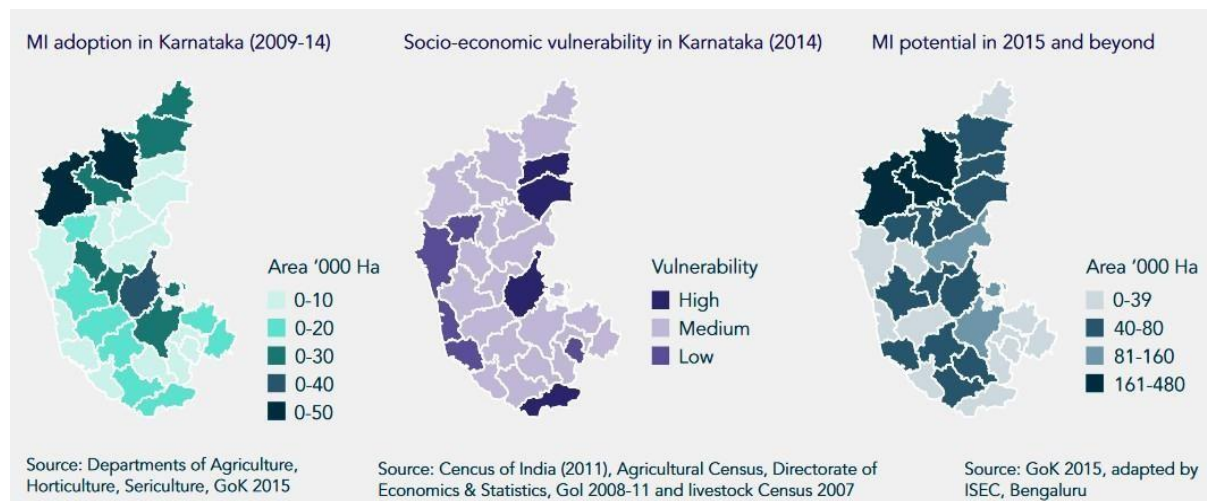 MI adoption in Karnataka (2009-14)
Area '000 Ha
0-10
0-20
0-30
0-40
0-50
Source: Departments of Agriculture,
Horticulture, Sericulture, GoK 2015
Socio-economic vulnerability in Karnataka (2014)
Vulnerability
High
Medium
Low
Source: Cencus of India (2011), Agricultural Census, Directorate of
Economics & Statistics, GoI 2008-11 and livestock Census 2007
MI potential in 2015 and beyond
Area '000 Ha
0-39
40-80
81-160
161-480
Source: GoK 2015, adapted by
ISEC, Bengaluru